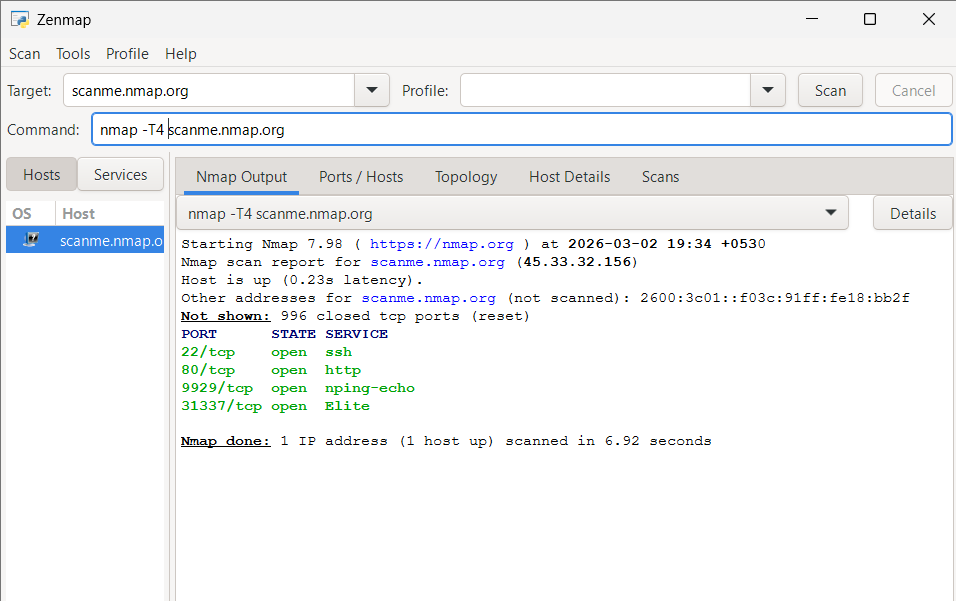 Zenmap
Scan Tools Profile Help
Target: scanme.nmap.org Profile: Scan Cancel
Command: nmap -T4 scanme.nmap.org
Hosts Services
OS Host
scanme.nmap.o
Nmap Output Ports / Hosts Topology Host Details Scans
nmap -T4 scanme.nmap.org Details
Starting Nmap 7.98 ( https://nmap.org ) at 2026-03-02 19:34 +0530
Nmap scan report for scanme.nmap.org (45.33.32.156)
Host is up (0.23s latency).
Other addresses for scanme.nmap.org (not scanned): 2600:3c01::f03c:91ff:fe18:bb2f
Not shown: 996 closed tcp ports (reset)
PORT STATE SERVICE
22/tcp open ssh
80/tcp open http
9929/tcp open nping-echo
31337/tcp open Elite
Nmap done: 1 IP address (1 host up) scanned in 6.92 seconds